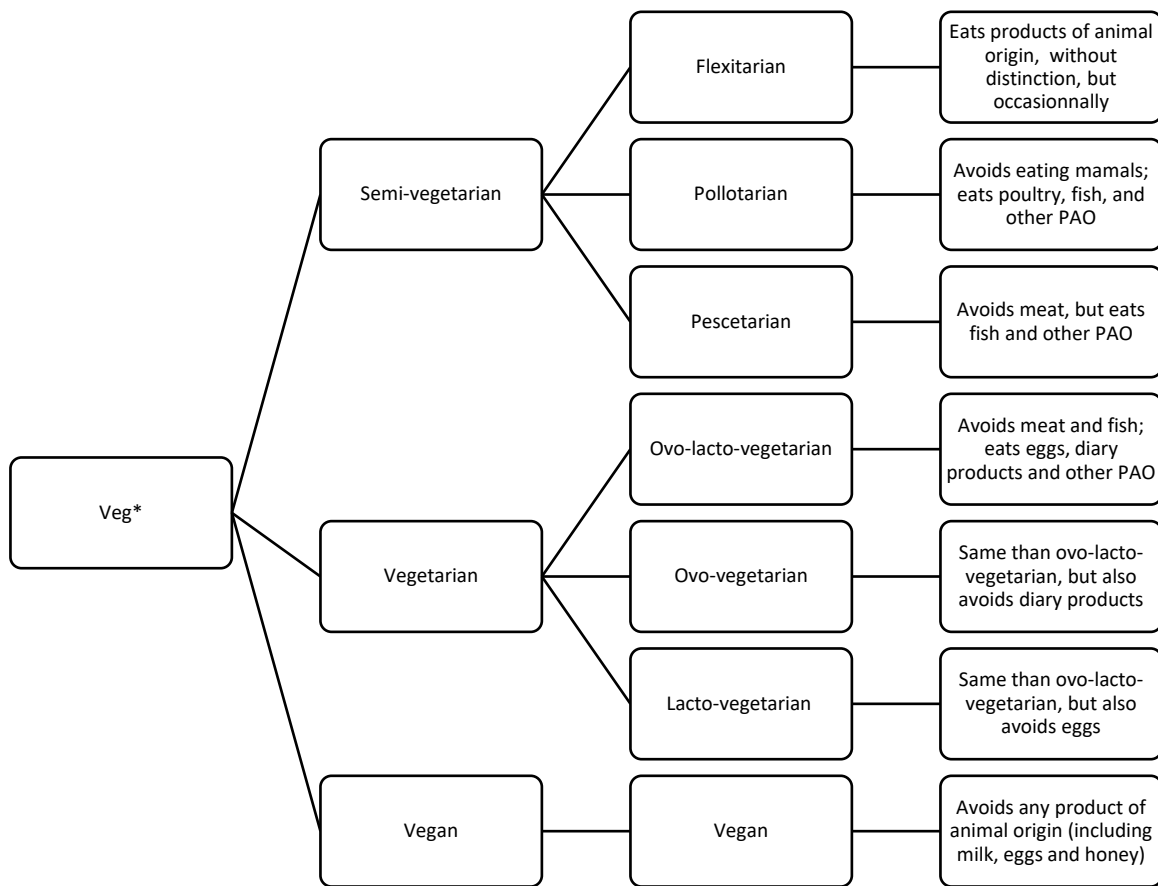 Veg*
Semi-vegetarian
Flexitarian
Eats products of animal
origin, without
distinction, but
occasionnally
Pollotarian
Avoids eating mamals;
eats poultry, fish, and
other PAO
Pescetarian
Avoids meat, but eats
fish and other PAO
Vegetarian
Ovo-lacto-vegetarian
Avoids meat and fish;
eats eggs, diary
products and other PAO
Ovo-vegetarian
Same than ovo-lacto-
vegetarian, but also
avoids diary products
Lacto-vegetarian
Same than ovo-lacto-
vegetarian, but also
avoids eggs
Vegan
Vegan
Avoids any product of
animal origin (including
milk, eggs and honey)